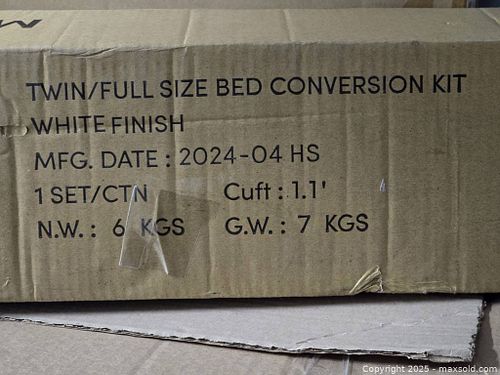 TWIN/FULL SIZE BED CONVERSION KIT
WHITE FINISH
MFG. DATE : 2024-04 HS
1 SET/CTN Cuft : 1.1'
N.W. : 6 KGS G.W. : 7 KGS
Copyright © 2025 - maxsold.com